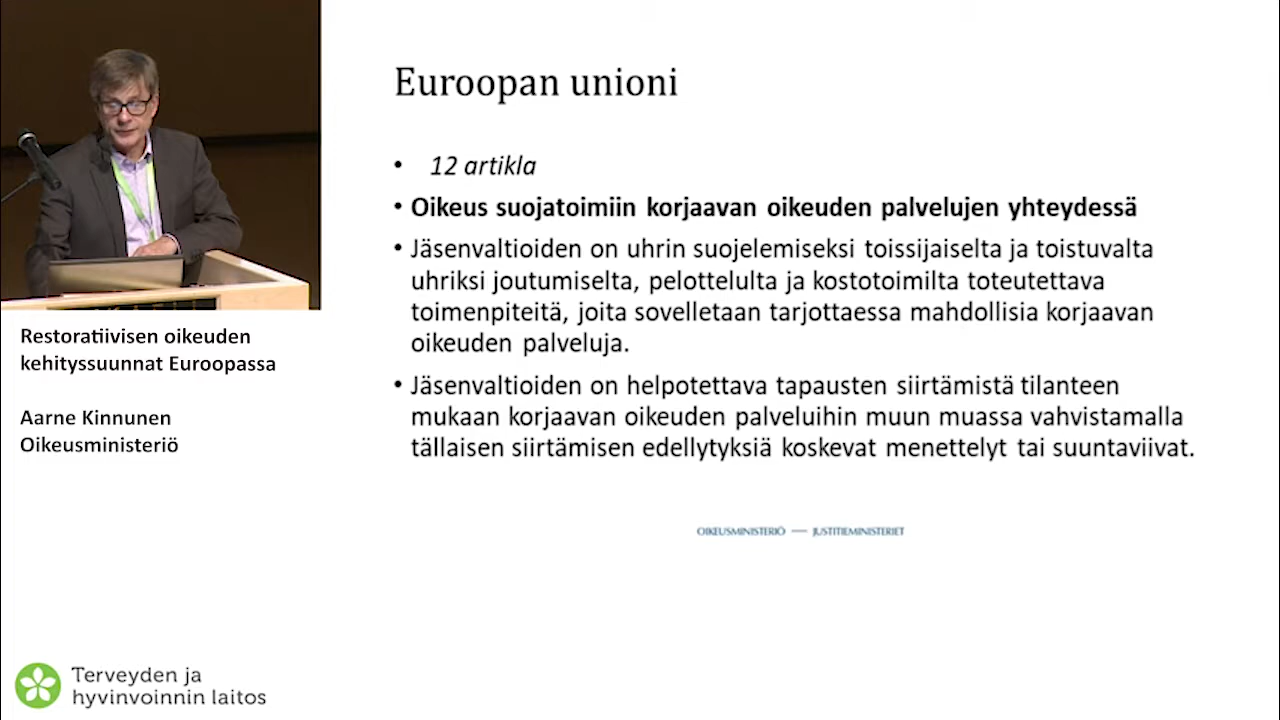 Euroopan unioni
• 12 artikla
• Oikeus suojatoimiin korjaavan oikeuden palvelujen yhteydessä
• Jäsenvaltioiden on uhrin suojelemiseksi toissijaiselta ja toistuvalta
uhriksi joutumiselta, pelottelulta ja kostotoimilta toteutettava
toimenpiteitä, joita sovelletaan tarjottaessa mahdollisia korjaavan
oikeuden palveluja.
• Jäsenvaltioiden on helpotettava tapausten siirtämistä tilanteen
mukaan korjaavan oikeuden palveluihin muun muassa vahvistamalla
tällaisen siirtämisen edellytyksiä koskevat menettelyt tai suuntaviivat.
OIKEUSMINISTERIÖ — JUSTITIEMINISTERIET
Restoratiivisen oikeuden
kehityssuunnat Euroopassa
Aarne Kinnunen
Oikeusministeriö
Terveyden ja
hyvinvoinnin laitos